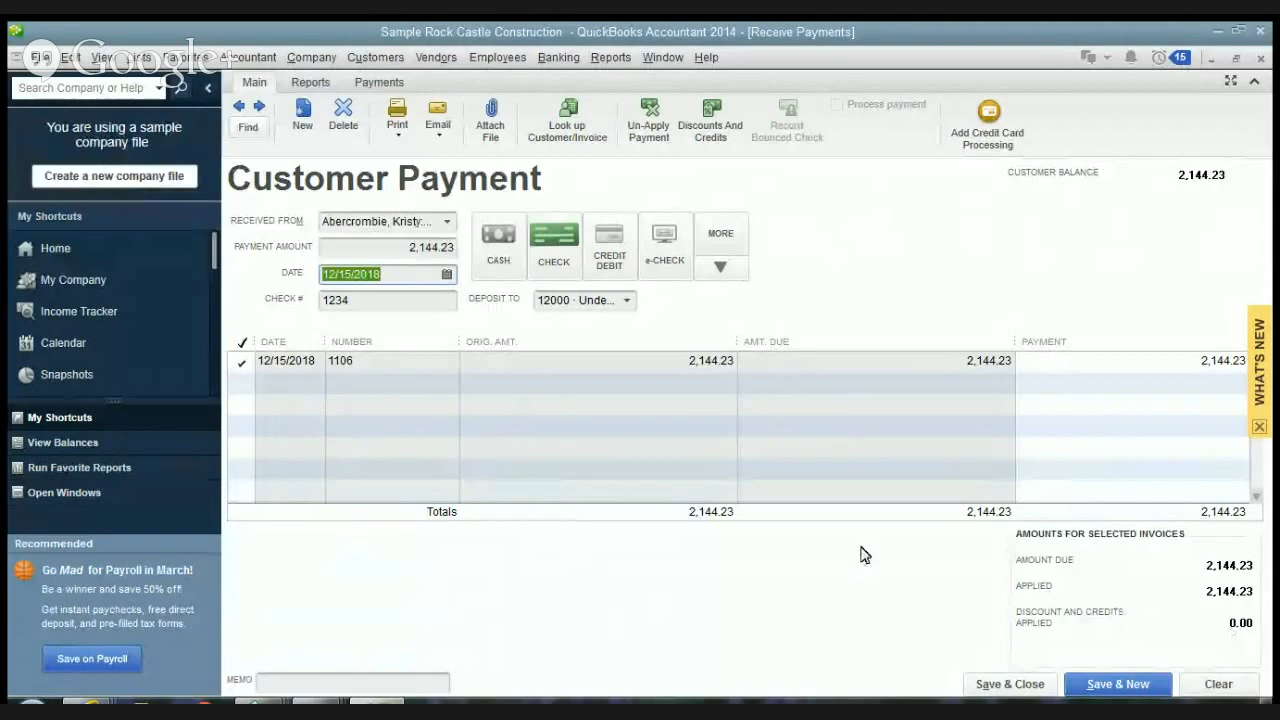 Sample Rock Castle Construction - QuickBooks Accountant 2014 - [Receive Payments]
File Edit View Lists Favorites Accountant Company Customers Vendors Employees Banking Reports Window Help
15
Google+
Search Company or Help
Main Reports Payments
You are using a sample
company file
Create a new company file
Find
New
Delete
Print
Email
Attach
File
Look up
Customer/Invoice
Un-Apply
Payment
Discounts And
Credits
Record
Bounced Check
Process payment
Add Credit Card
Processing
Customer Payment
CUSTOMER BALANCE 2,144.23
My Shortcuts
Home
My Company
Income Tracker
Calendar
Snapshots
My Shortcuts
View Balances
Run Favorite Reports
Open Windows
RECEIVED FROM Abercrombie, Kristy:...
PAYMENT AMOUNT 2,144.23
DATE 12/15/2018
CHECK # 1234
CASH
CHECK
CREDIT
DEBIT
e-CHECK
MORE
DEPOSIT TO 12000 · Unde...
DATE NUMBER ORIG. AMT. AMT. DUE PAYMENT
12/15/2018 1106 2,144.23 2,144.23 2,144.23
Totals 2,144.23 2,144.23 2,144.23
WHAT'S NEW
AMOUNTS FOR SELECTED INVOICES
AMOUNT DUE 2,144.23
APPLIED 2,144.23
DISCOUNT AND CREDITS
APPLIED 0.00
Recommended
Go Mad for Payroll in March!
Be a winner and save 50% off!
Get instant paychecks, free direct
deposit, and pre-filled tax forms.
Save on Payroll
MEMO
Save & Close
Save & New
Clear